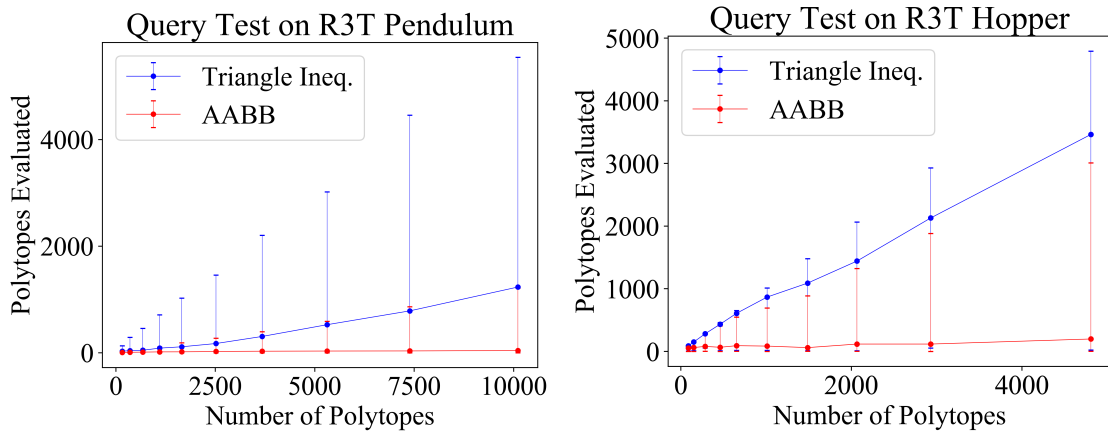 Query Test on R3T Pendulum
Triangle Ineq.
AABB
Polytopes Evaluated
4000
2000
0
0 2500 5000 7500 10000
Number of Polytopes
Query Test on R3T Hopper
Triangle Ineq.
AABB
Polytopes Evaluated
5000
4000
3000
2000
1000
0
0 2000 4000
Number of Polytopes